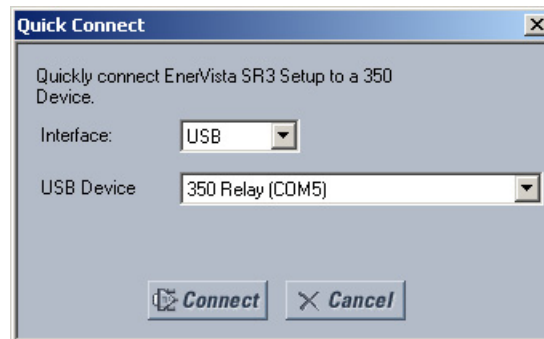 Quick Connect
Quickly connect EnerVista SR3 Setup to a 350
Device.
Interface: USB
USB Device 350 Relay (COM5)
Connect Cancel